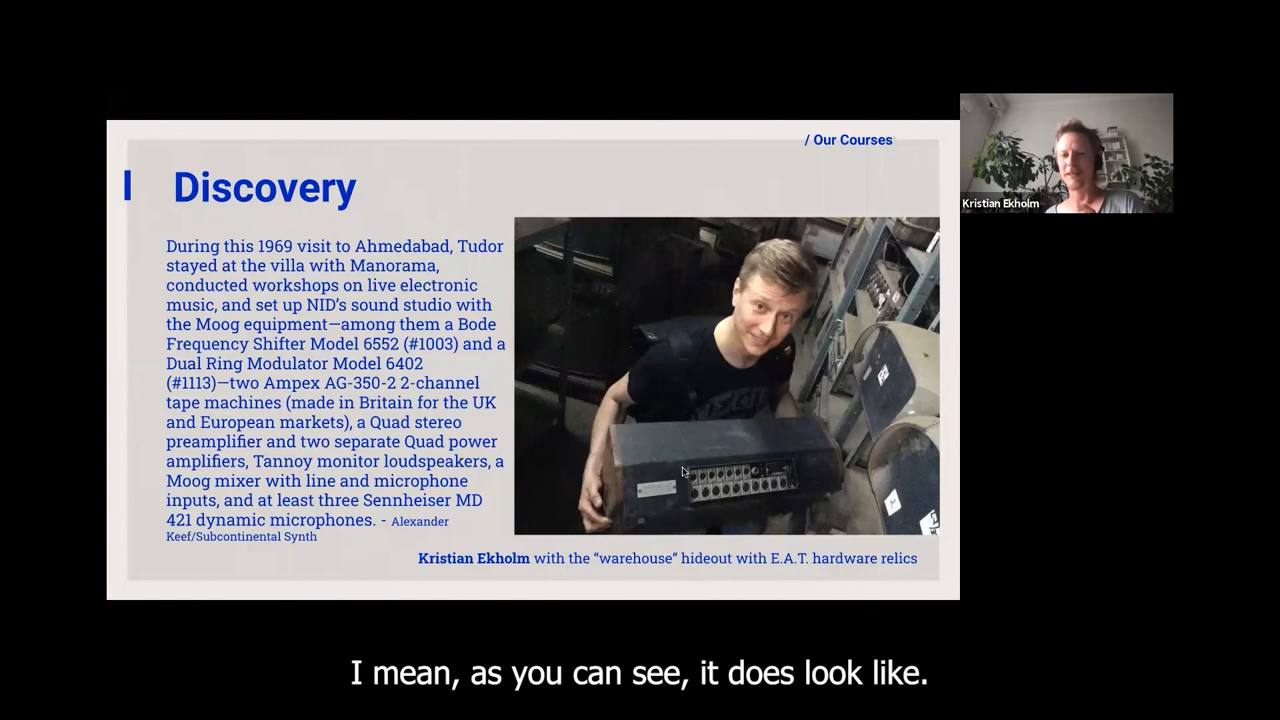 / Our Courses
Discovery
During this 1969 visit to Ahmedabad, Tudor
stayed at the villa with Manorama,
conducted workshops on live electronic
music, and set up NID’s sound studio with
the Moog equipment—among them a Bode
Frequency Shifter Model 6552 (#1003) and a
Dual Ring Modulator Model 6402
(#1113)—two Ampex AG-350-2 2-channel
tape machines (made in Britain for the UK
and European markets), a Quad stereo
preamplifier and two separate Quad power
amplifiers, Tannoy monitor loudspeakers, a
Moog mixer with line and microphone
inputs, and at least three Sennheiser MD
421 dynamic microphones. - Alexander
Keef/Subcontinental Synth
Kristian Ekholm with the “warehouse” hideout with E.A.T. hardware relics
Kristian Ekholm
I mean, as you can see, it does look like.